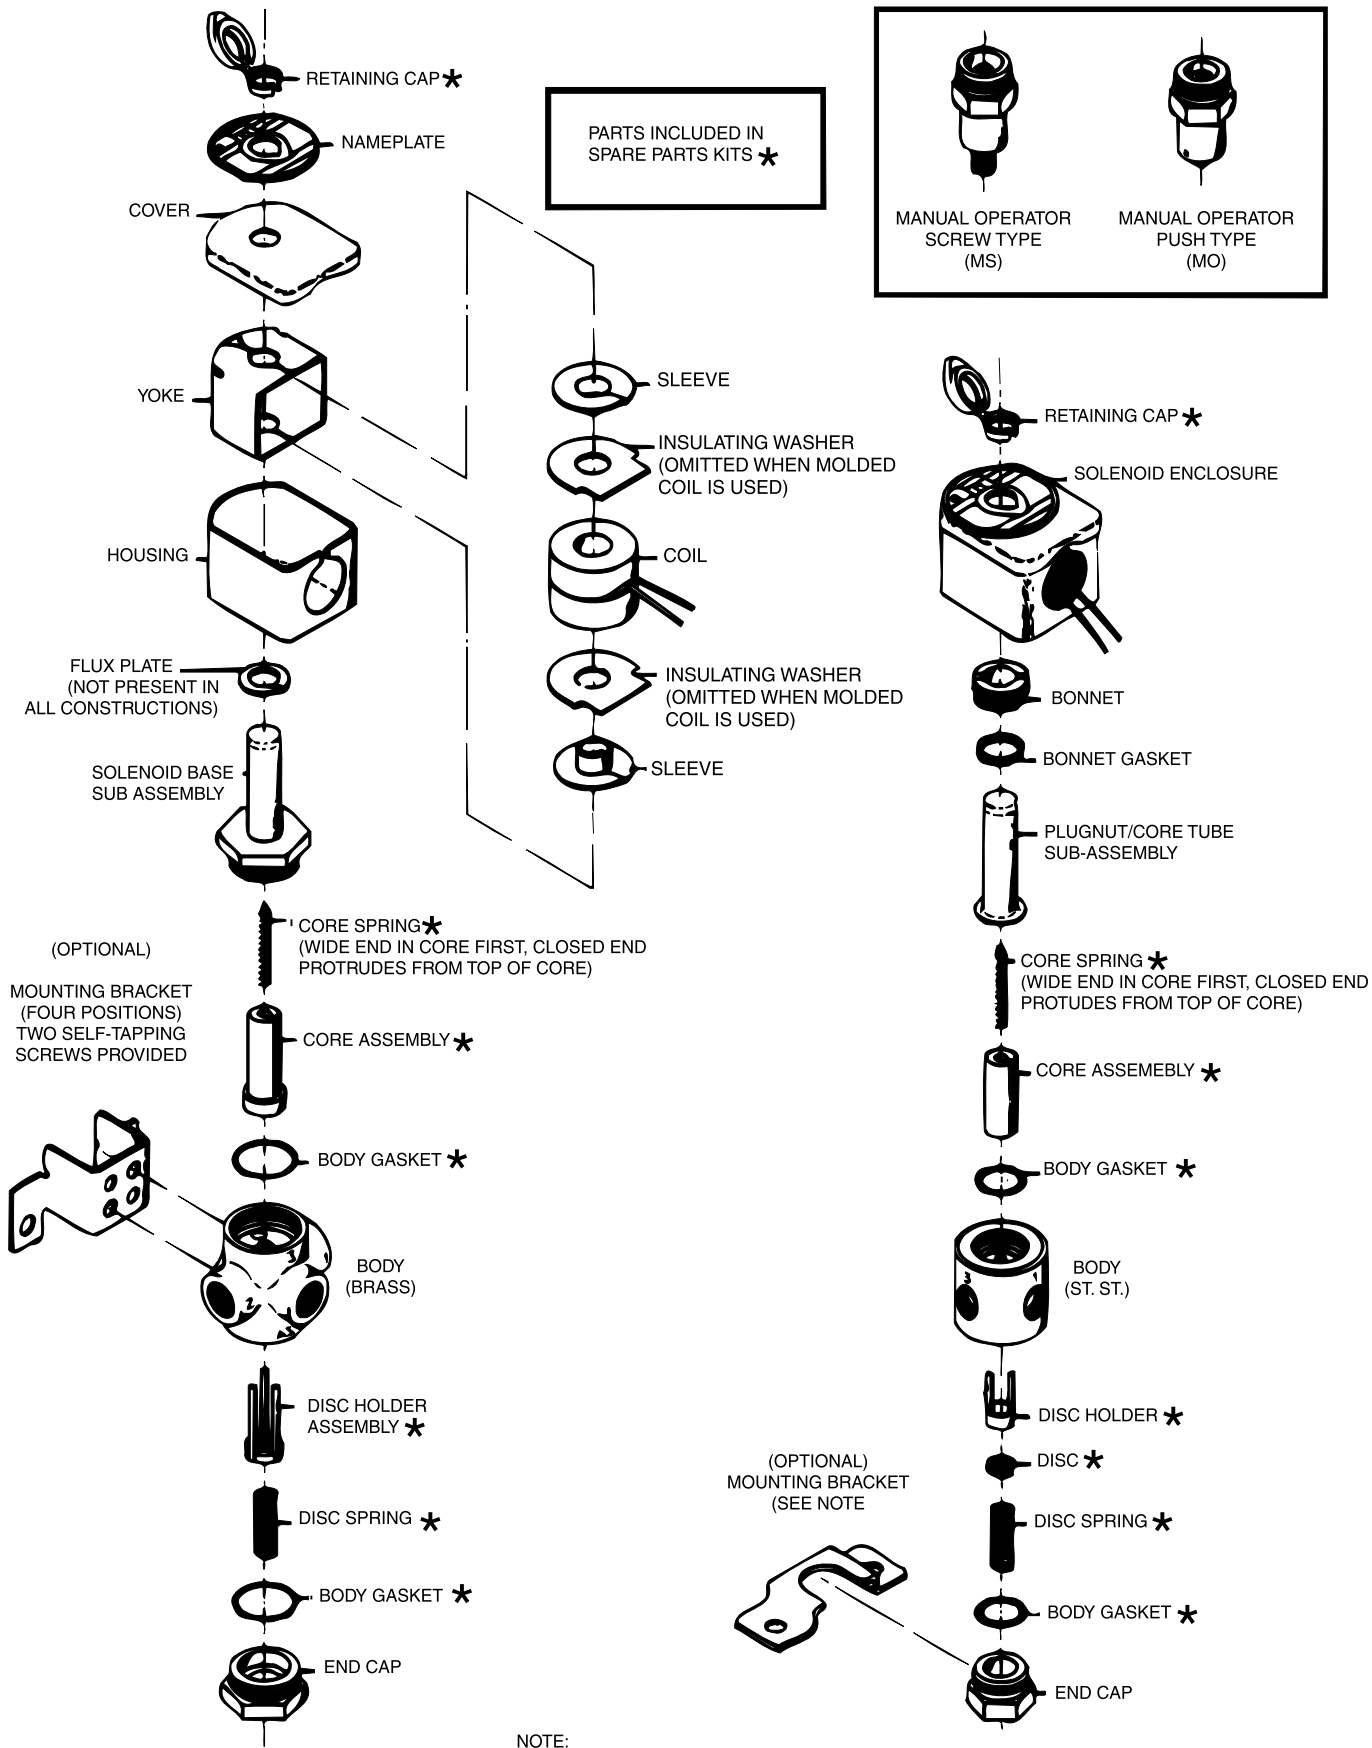 RETAINING CAP *
NAMEPLATE
COVER
YOKE
HOUSING
FLUX PLATE
(NOT PRESENT IN
ALL CONSTRUCTIONS)
SOLENOID BASE
SUB ASSEMBLY
CORE SPRING *
(WIDE END IN CORE FIRST, CLOSED END
PROTRUDES FROM TOP OF CORE)
(OPTIONAL)
MOUNTING BRACKET
(FOUR POSITIONS)
TWO SELF-TAPPING
SCREWS PROVIDED
CORE ASSEMBLY *
BODY GASKET *
BODY
(BRASS)
3
1
2
DISC HOLDER
ASSEMBLY *
DISC SPRING *
BODY GASKET *
END CAP
PARTS INCLUDED IN
SPARE PARTS KITS *
SLEEVE
INSULATING WASHER
(OMITTED WHEN MOLDED
COIL IS USED)
COIL
INSULATING WASHER
(OMITTED WHEN MOLDED
COIL IS USED)
SLEEVE
MANUAL OPERATOR
SCREW TYPE
(MS)
MANUAL OPERATOR
PUSH TYPE
(MO)
RETAINING CAP *
SOLENOID ENCLOSURE
BONNET
BONNET GASKET
PLUGNUT/CORE TUBE
SUB-ASSEMBLY
CORE SPRING *
(WIDE END IN CORE FIRST, CLOSED END
PROTUDES FROM TOP OF CORE)
CORE ASSEMEBLY *
BODY GASKET *
BODY
(ST. ST.)
3
1
DISC HOLDER *
DISC *
(OPTIONAL)
MOUNTING BRACKET
(SEE NOTE
DISC SPRING *
BODY GASKET *
END CAP
NOTE: